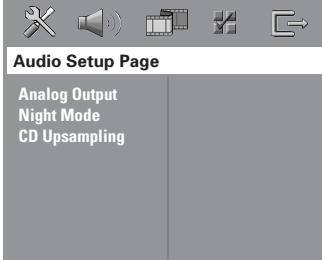 Audio Setup Page
Analog Output
Night Mode
CD Upsampling